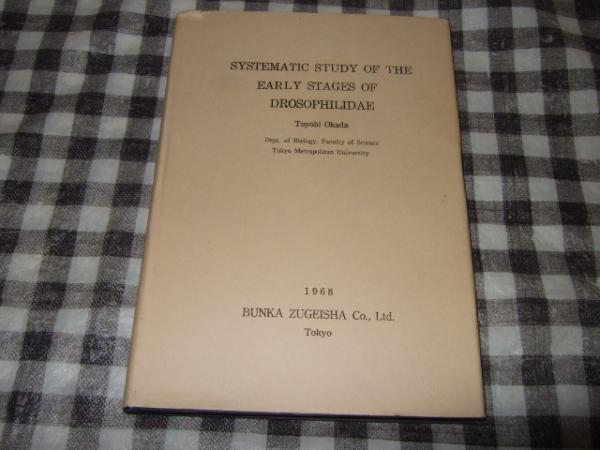 SYSTEMATIC STUDY OF THE
EARLY STAGES OF
DROSOPHILIDAE
Toyohi Okada
Dept. of Biology, Faculty of Science
Tokyo Metropolitan University
1968
BUNKA ZUGEISHA Co., Ltd.
Tokyo